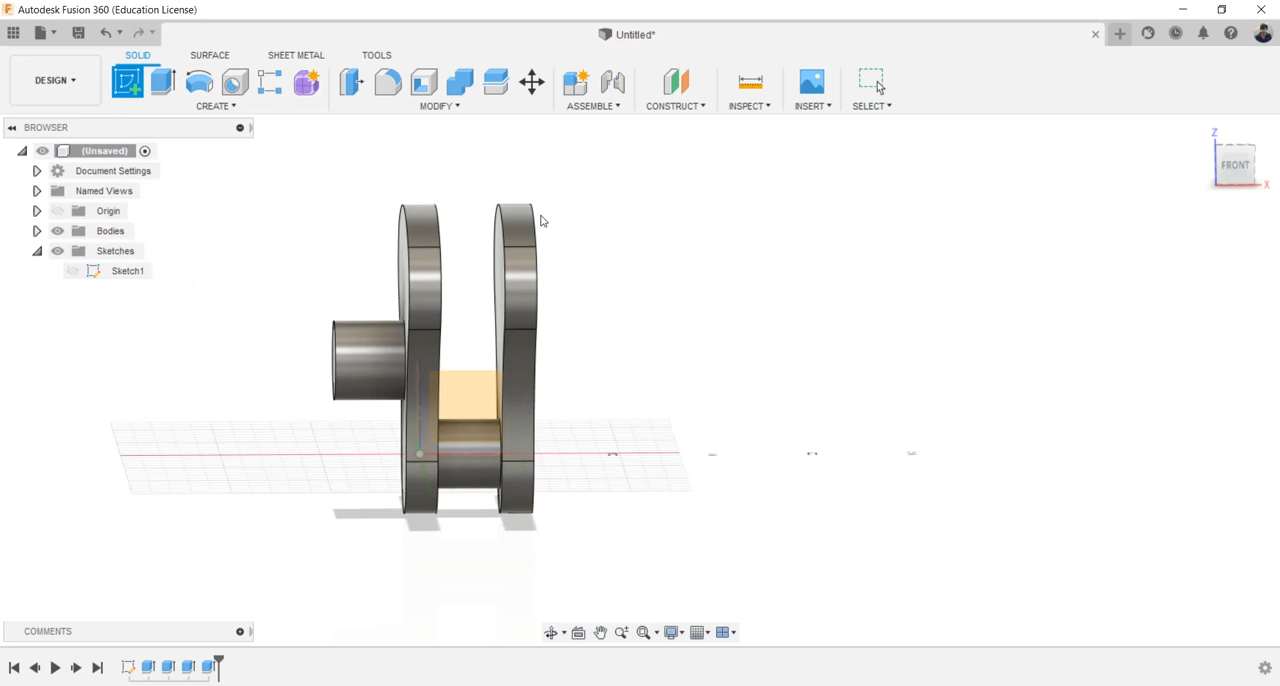 Autodesk Fusion 360 (Education License)
Untitled*
DESIGN
SOLID SURFACE SHEET METAL TOOLS
CREATE MODIFY ASSEMBLE CONSTRUCT INSPECT INSERT SELECT
BROWSER
(Unsaved)
Document Settings
Named Views
Origin
Bodies
Sketches
Sketch1
Z
FRONT
X
COMMENTS